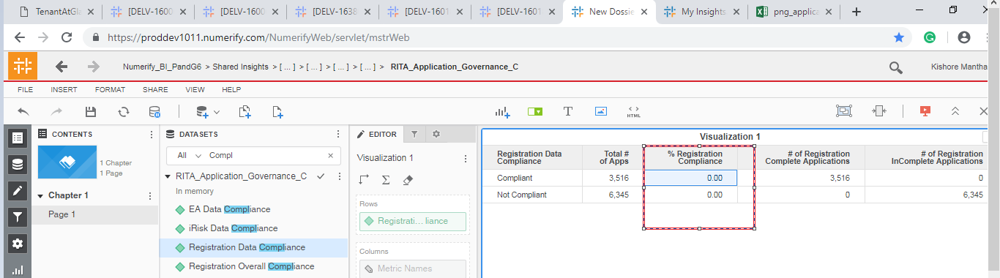 TenantAtGl
[DELV-1600
[DELV-1600
[DELV-1638
[DELV-1601
[DELV-1601
New Dossie
My Insights
png_applica
https://proddev1011.numerify.com/NumerifyWeb/servlet/mstrWeb
Numerify_BI_PandG6 > Shared Insights > [ ... ] > [ ... ] > [ ... ] > [ ... ] > RITA_Application_Governance_C
Kishore Mantha
FILE INSERT FORMAT SHARE VIEW HELP
HTML
CONTENTS
1 Chapter
1 Page
Chapter 1
Page 1
DATASETS
All Compl
RITA_Application_Governance_C
In memory
EA Data Compliance
iRisk Data Compliance
Registration Data Compliance
Registration Overall Compliance
EDITOR
Visualization 1
Rows
Registrati... liance
Columns
Metric Names
Visualization 1
Registration Data Compliance
Total # of Apps
% Registration Compliance
# of Registration Complete Applications
# of Registration InComplete Applications
Compliant 3,516 0.00 3,516 0
Not Compliant 6,345 0.00 0 6,345